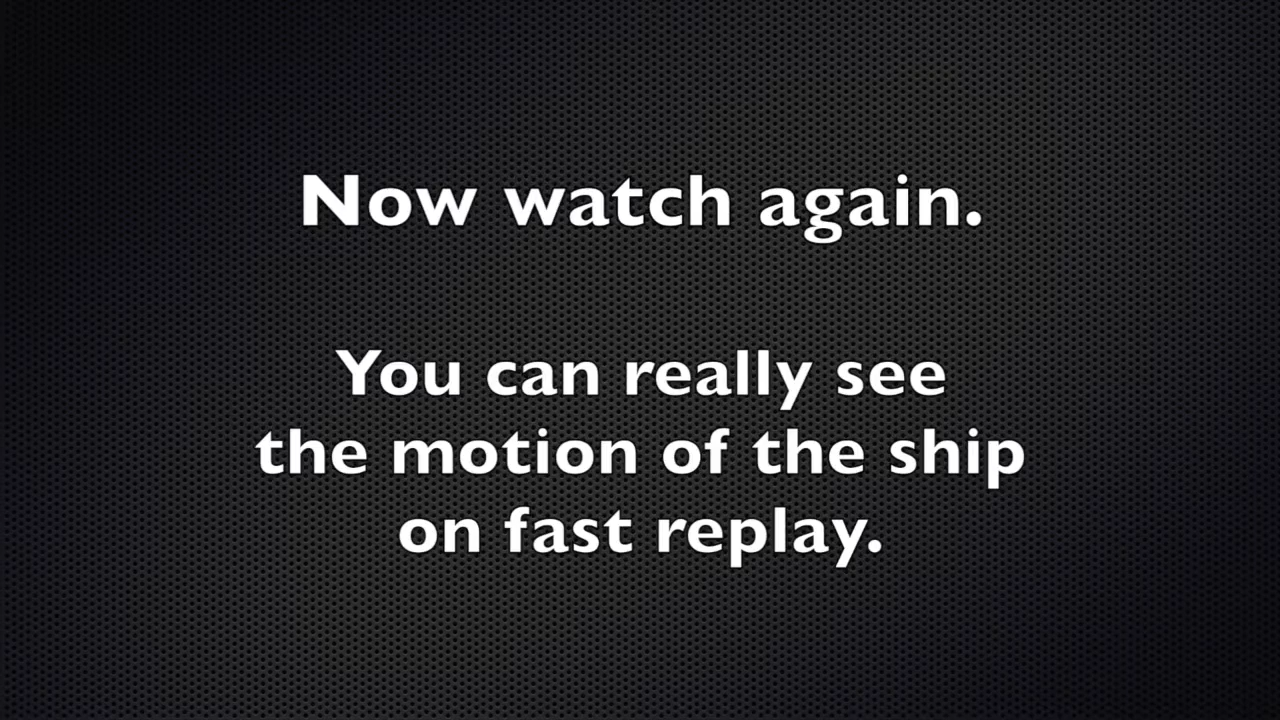 Now watch again.
You can really see
the motion of the ship
on fast replay.